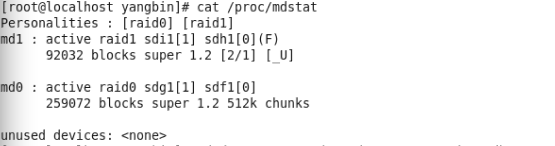 [root@localhost yangbin]# cat /proc/mdstat
Personalities : [raid0] [raid1]
md1 : active raid1 sdi1[1] sdh1[0](F)
      92032 blocks super 1.2 [2/1] [_U]

md0 : active raid0 sdg1[1] sdf1[0]
      259072 blocks super 1.2 512k chunks

unused devices: <none>